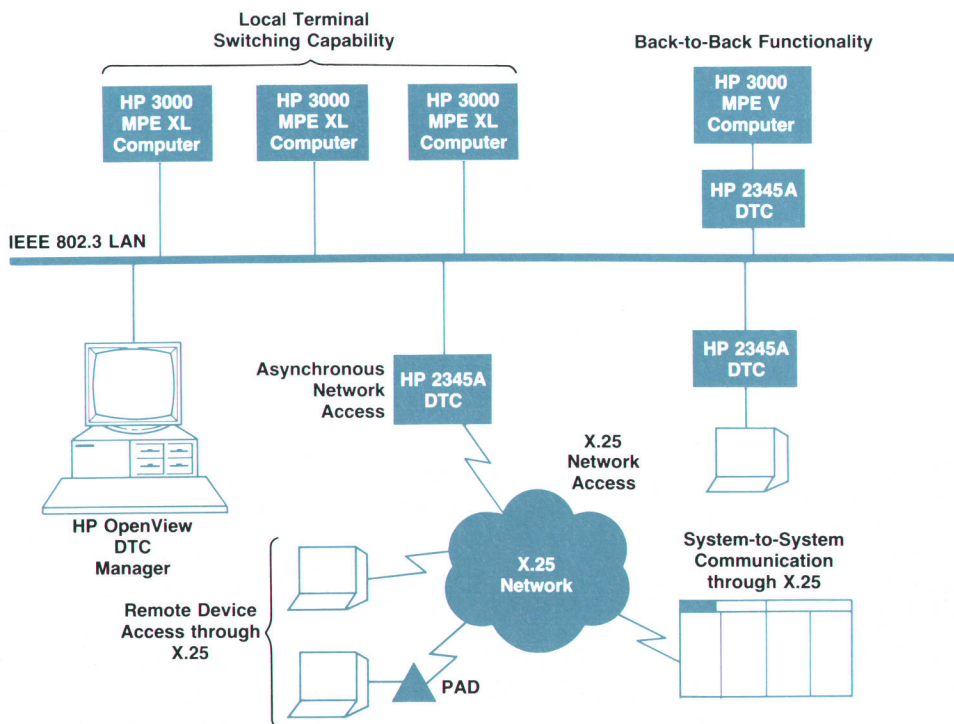 Local Terminal
Switching Capability
Back-to-Back Functionality
HP 3000
MPE XL
Computer
HP 3000
MPE XL
Computer
HP 3000
MPE XL
Computer
HP 3000
MPE V
Computer
HP 2345A
DTC
IEEE 802.3 LAN
Asynchronous
Network
Access
HP 2345A
DTC
HP 2345A
DTC
X.25
Network
Access
HP OpenView
DTC
Manager
X.25
Network
System-to-System
Communication
through X.25
Remote Device
Access through
X.25
PAD